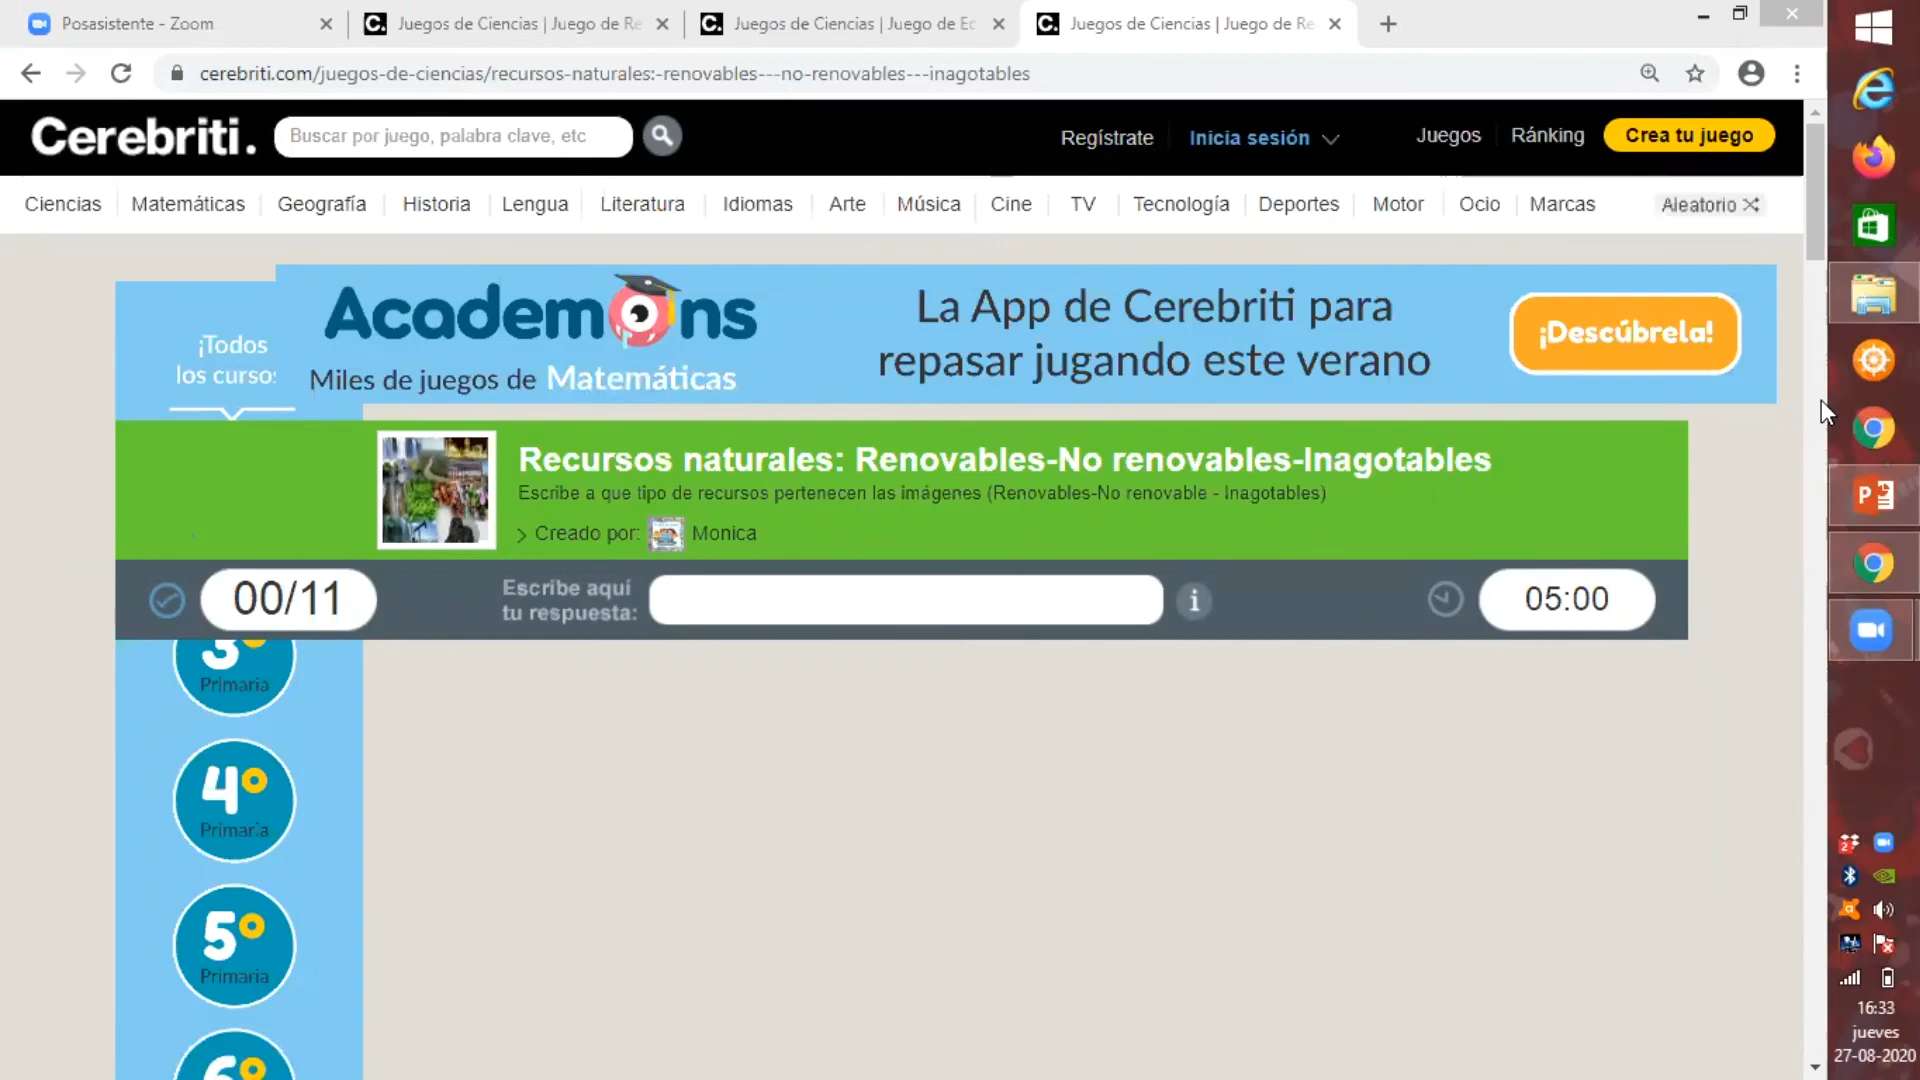 Posasistente - Zoom
Juegos de Ciencias | Juego de Re
Juegos de Ciencias | Juego de Ec
Juegos de Ciencias | Juego de Re
cerebriti.com/juegos-de-ciencias/recursos-naturales:-renovables---no-renovables---inagotables
Cerebriti.
Buscar por juego, palabra clave, etc
Regístrate
Inicia sesión
Juegos
Ránking
Crea tu juego
Ciencias
Matemáticas
Geografía
Historia
Lengua
Literatura
Idiomas
Arte
Música
Cine
TV
Tecnología
Deportes
Motor
Ocio
Marcas
Aleatorio
¡Todos
los cursos
Academons
Miles de juegos de Matemáticas
La App de Cerebriti para
repasar jugando este verano
¡Descúbrela!
Recursos naturales: Renovables-No renovables-Inagotables
Escribe a que tipo de recursos pertenecen las imágenes (Renovables-No renovable - Inagotables)
> Creado por: Monica
00/11
Escribe aquí
tu respuesta:
i
05:00
3º
Primaria
4º
Primaria
5º
Primaria
6º
16:33
jueves
27-08-2020